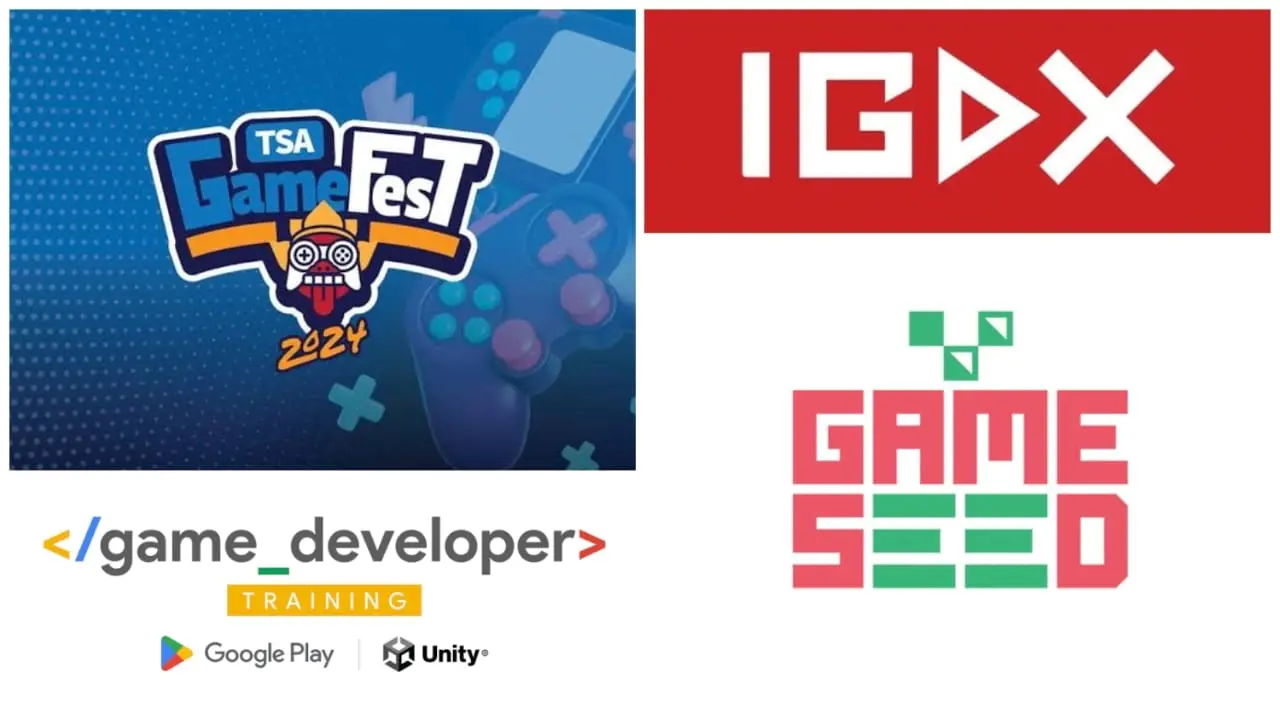 TSA
GameFest
2024
IGDX
GAME
SEED
</game_developer>
TRAINING
Google Play
Unity®